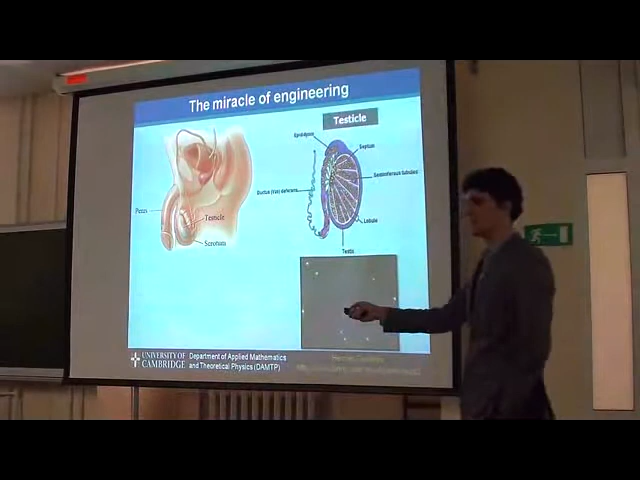 The miracle of engineering
Testicle
Epididymis
Septum
Seminiferous tubules
Ductus (Vas) deferens
Lobule
Testis
Penis
Testicle
Scrotum
UNIVERSITY OF
CAMBRIDGE
Department of Applied Mathematics
and Theoretical Physics (DAMTP)